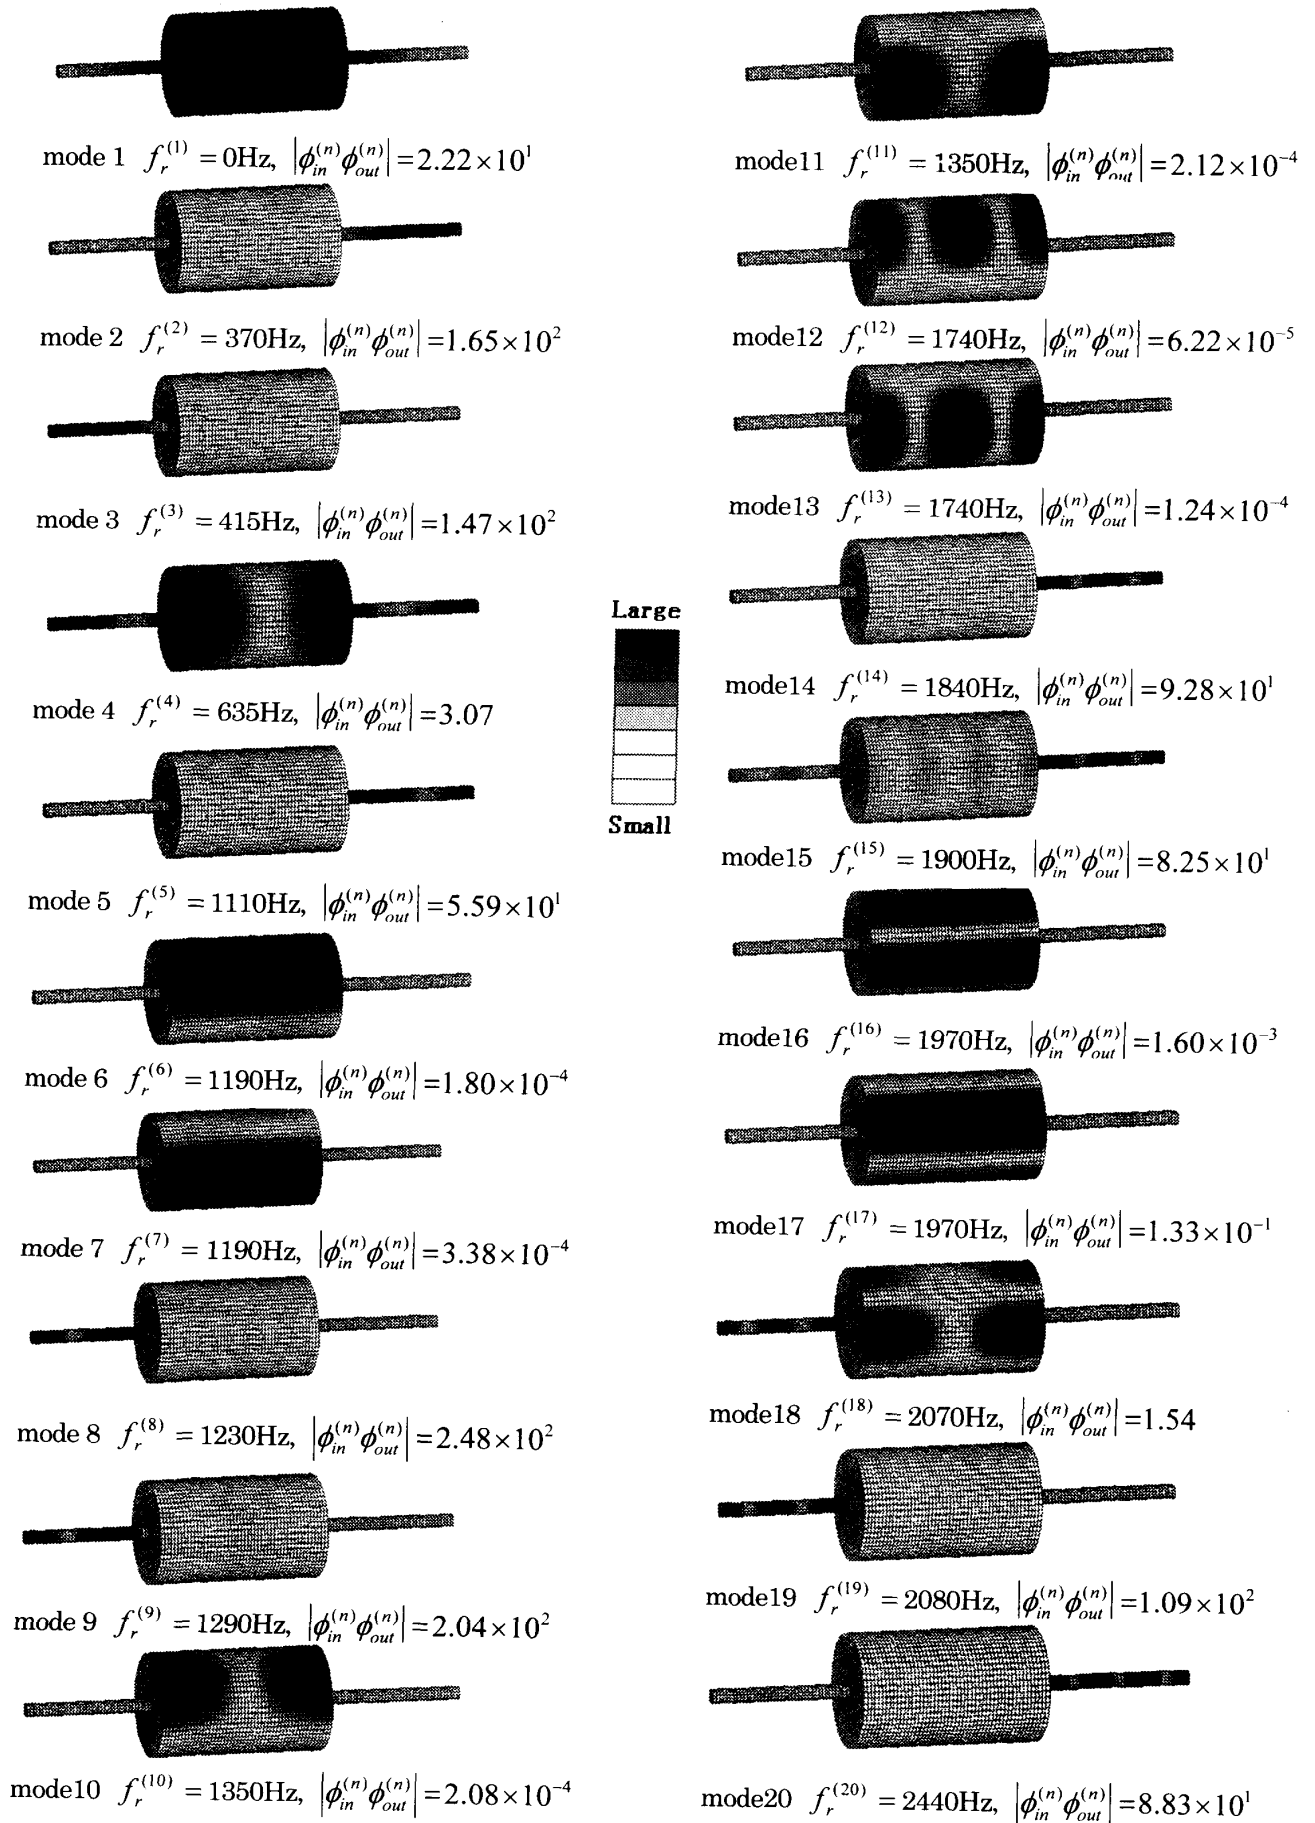 mode 1 f_r^(1) = 0Hz, |ϕ_in^(n) ϕ_out^(n)| = 2.22×10^1
mode 2 f_r^(2) = 370Hz, |ϕ_in^(n) ϕ_out^(n)| = 1.65×10^2
mode 3 f_r^(3) = 415Hz, |ϕ_in^(n) ϕ_out^(n)| = 1.47×10^2
mode 4 f_r^(4) = 635Hz, |ϕ_in^(n) ϕ_out^(n)| = 3.07
mode 5 f_r^(5) = 1110Hz, |ϕ_in^(n) ϕ_out^(n)| = 5.59×10^1
mode 6 f_r^(6) = 1190Hz, |ϕ_in^(n) ϕ_out^(n)| = 1.80×10^-4
mode 7 f_r^(7) = 1190Hz, |ϕ_in^(n) ϕ_out^(n)| = 3.38×10^-4
mode 8 f_r^(8) = 1230Hz, |ϕ_in^(n) ϕ_out^(n)| = 2.48×10^2
mode 9 f_r^(9) = 1290Hz, |ϕ_in^(n) ϕ_out^(n)| = 2.04×10^2
mode10 f_r^(10) = 1350Hz, |ϕ_in^(n) ϕ_out^(n)| = 2.08×10^-4
Large
Small
mode11 f_r^(11) = 1350Hz, |ϕ_in^(n) ϕ_out^(n)| = 2.12×10^-4
mode12 f_r^(12) = 1740Hz, |ϕ_in^(n) ϕ_out^(n)| = 6.22×10^-5
mode13 f_r^(13) = 1740Hz, |ϕ_in^(n) ϕ_out^(n)| = 1.24×10^-4
mode14 f_r^(14) = 1840Hz, |ϕ_in^(n) ϕ_out^(n)| = 9.28×10^1
mode15 f_r^(15) = 1900Hz, |ϕ_in^(n) ϕ_out^(n)| = 8.25×10^1
mode16 f_r^(16) = 1970Hz, |ϕ_in^(n) ϕ_out^(n)| = 1.60×10^-3
mode17 f_r^(17) = 1970Hz, |ϕ_in^(n) ϕ_out^(n)| = 1.33×10^-1
mode18 f_r^(18) = 2070Hz, |ϕ_in^(n) ϕ_out^(n)| = 1.54
mode19 f_r^(19) = 2080Hz, |ϕ_in^(n) ϕ_out^(n)| = 1.09×10^2
mode20 f_r^(20) = 2440Hz, |ϕ_in^(n) ϕ_out^(n)| = 8.83×10^1